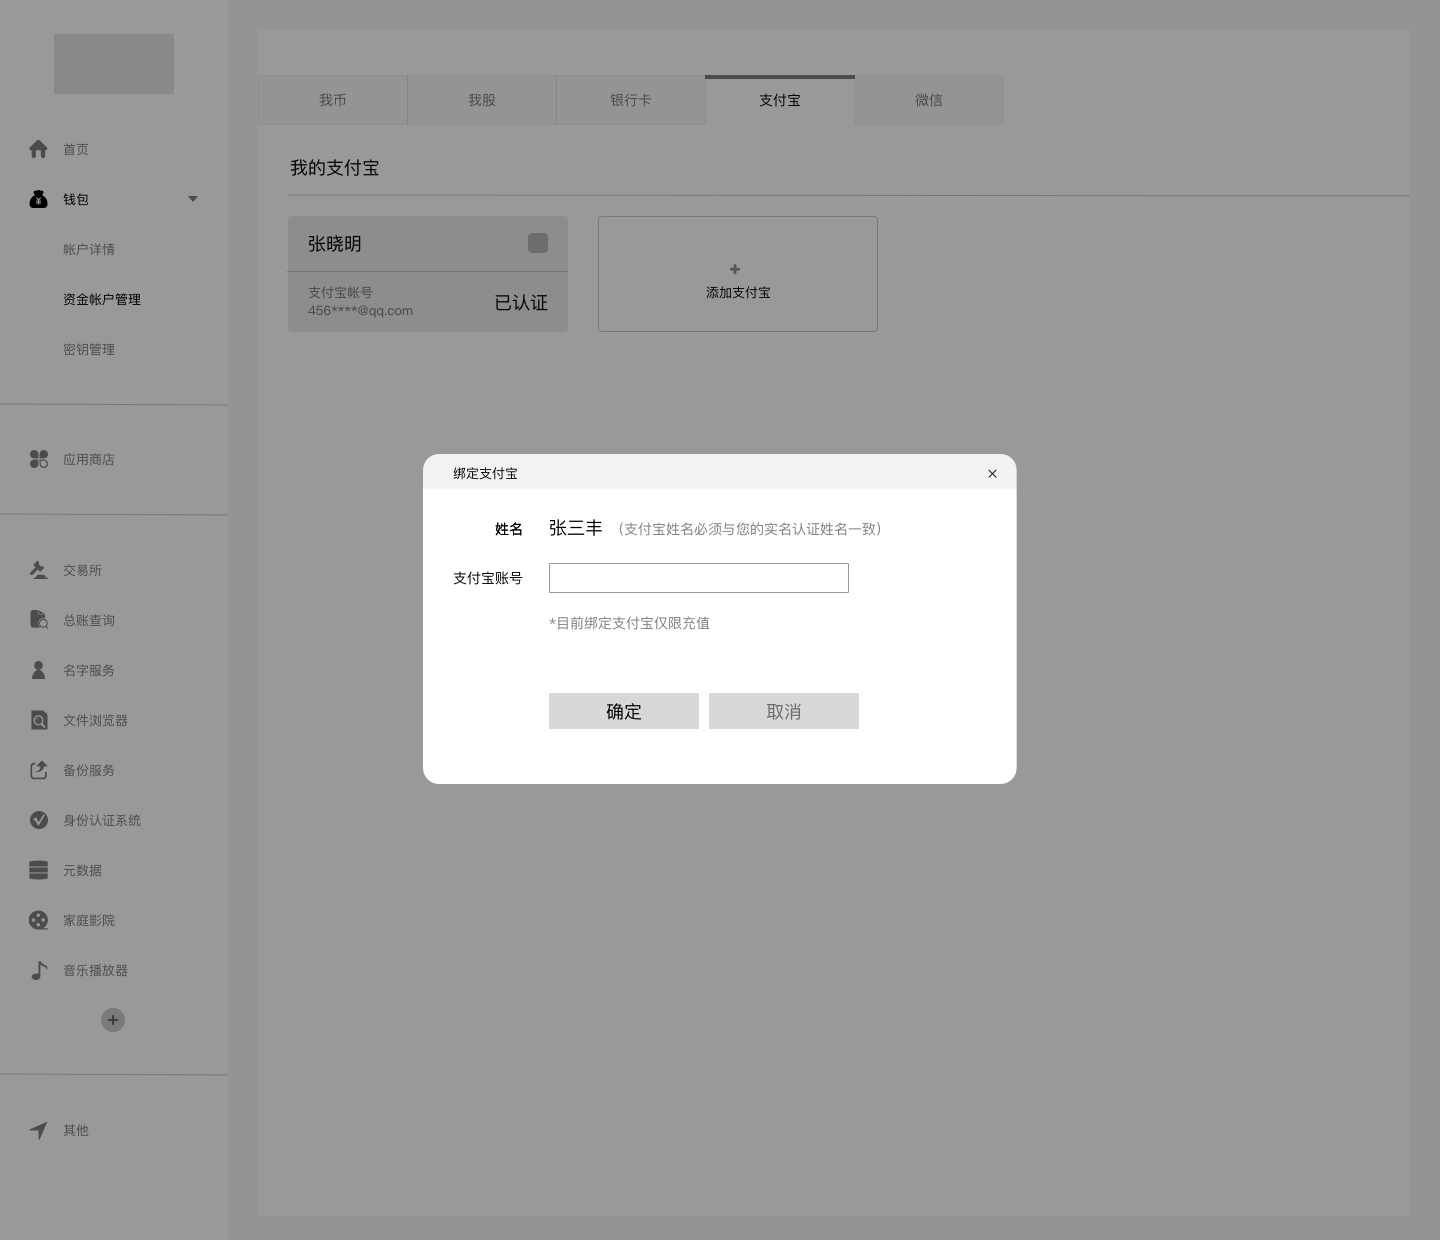 首页
钱包
帐户详情
资金帐户管理
密钥管理
应用商店
交易所
总账查询
名字服务
文件浏览器
备份服务
身份认证系统
元数据
家庭影院
音乐播放器
其他
我币 我股 银行卡 支付宝 微信
我的支付宝
张晓明
支付宝帐号
456****@qq.com
已认证
添加支付宝
绑定支付宝 ×
姓名 张三丰 （支付宝姓名必须与您的实名认证姓名一致）
支付宝账号
*目前绑定支付宝仅限充值
确定 取消